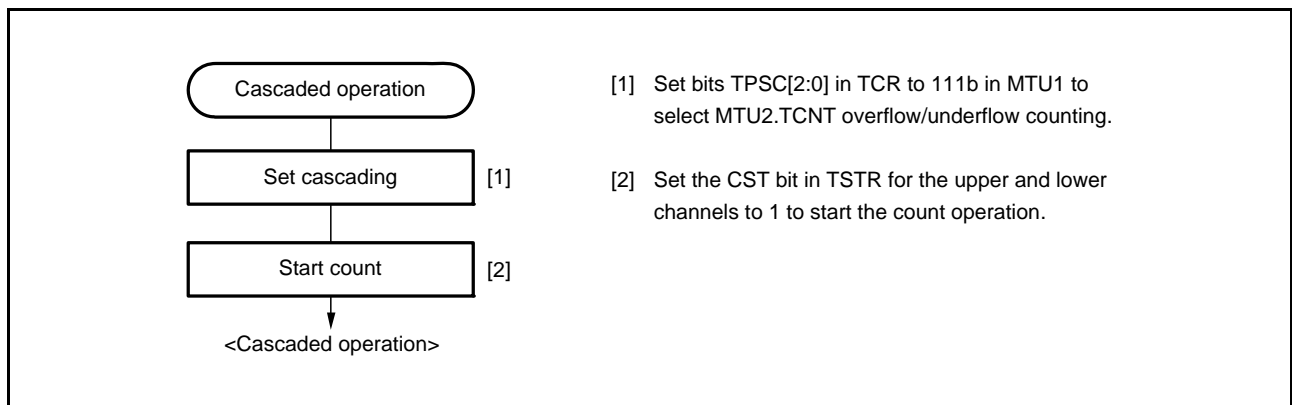 Cascaded operation
Set cascading [1]
Start count [2]
<Cascaded operation>
[1] Set bits TPSC[2:0] in TCR to 111b in MTU1 to
select MTU2.TCNT overflow/underflow counting.
[2] Set the CST bit in TSTR for the upper and lower
channels to 1 to start the count operation.